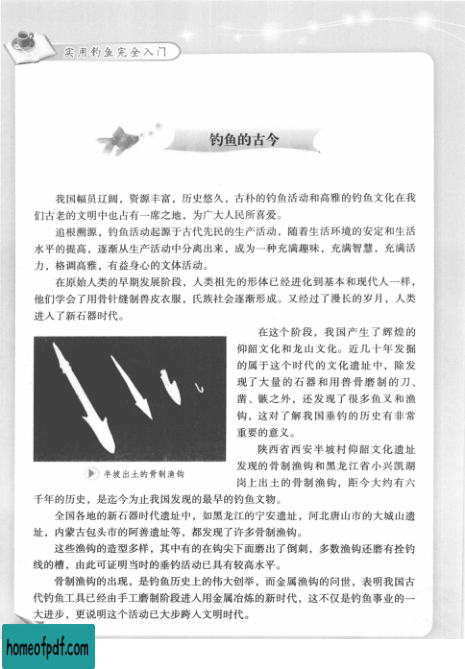 实用钓鱼完全入门
钓鱼的古今
我国幅员辽阔，资源丰富，历史悠久，古朴的钓鱼活动和高雅的钓鱼文化在我
们古老的文明中也占有一席之地，为广大人民所喜爱。
追根溯源，钓鱼活动起源于古代先民的生产活动，随着生活环境的安定和生活
水平的提高，逐渐从生产活动中分离出来，成为一种充满趣味，充满智慧，充满活
力，格调高雅，有益身心的文体活动。
在原始人类的早期发展阶段，人类祖先的形体已经进化到基本和现代人一样，
他们学会了用骨针缝制兽皮衣服，氏族社会逐渐形成。又经过了漫长的岁月，人类
进入了新石器时代。
在这个阶段，我国产生了辉煌的
仰韶文化和龙山文化。近几十年发掘
的属于这个时代的文化遗址中，除发
现了大量的石器和用兽骨磨制的刀、
凿、镞之外，还发现了很多鱼叉和渔
钩，这对了解我国垂钓的历史有非常
重要的意义。
陕西省西安半坡村仰韶文化遗址
发现的骨制渔钩和黑龙江省小兴凯湖
岗上出土的骨制渔钩，距今大约有六
半坡出土的骨制渔钩
千年的历史，是迄今为止我国发现的最早的钓鱼文物。
全国各地的新石器时代遗址中，如黑龙江的宁安遗址，河北唐山市的大城山遗
址，内蒙古包头市的阿善遗址等，都发现了许多骨制渔钩。
这些渔钩的造型多样，其中有的在钩尖下面磨出了倒刺，多数渔钩还磨有拴钓
线的槽，由此可证明当时的垂钓活动已具有较高水平。
骨制渔钩的出现，是钓鱼历史上的伟大创举，而金属渔钩的问世，表明我国古
代钓鱼工具已经由手工磨制阶段进入用金属冶炼的新时代，这不仅是钓鱼事业的一
大进步，更说明这个活动已大步跨入文明时代。
homeofpdf.com